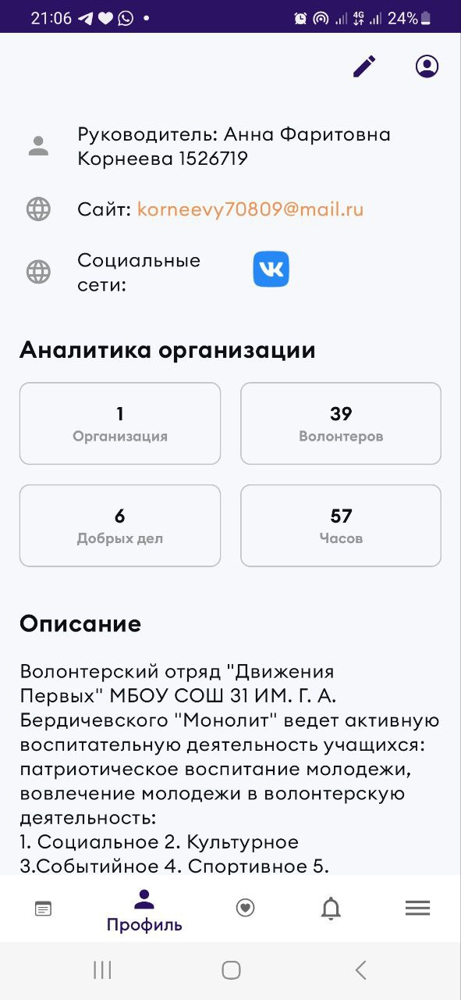 21:06
4G
24%
Руководитель: Анна Фаритовна
Корнеева 1526719
Сайт: korneevy70809@mail.ru
Социальные
сети:
Аналитика организации
1
Организация
39
Волонтеров
6
Добрых дел
57
Часов
Описание
Волонтерский отряд "Движения
Первых" МБОУ СОШ 31 ИМ. Г. А.
Бердичевского "Монолит" ведет активную
воспитательную деятельность учащихся:
патриотическое воспитание молодежи,
вовлечение молодежи в волонтерскую
деятельность:
1. Социальное 2. Культурное
3.Событийное 4. Спортивное 5.
Профиль